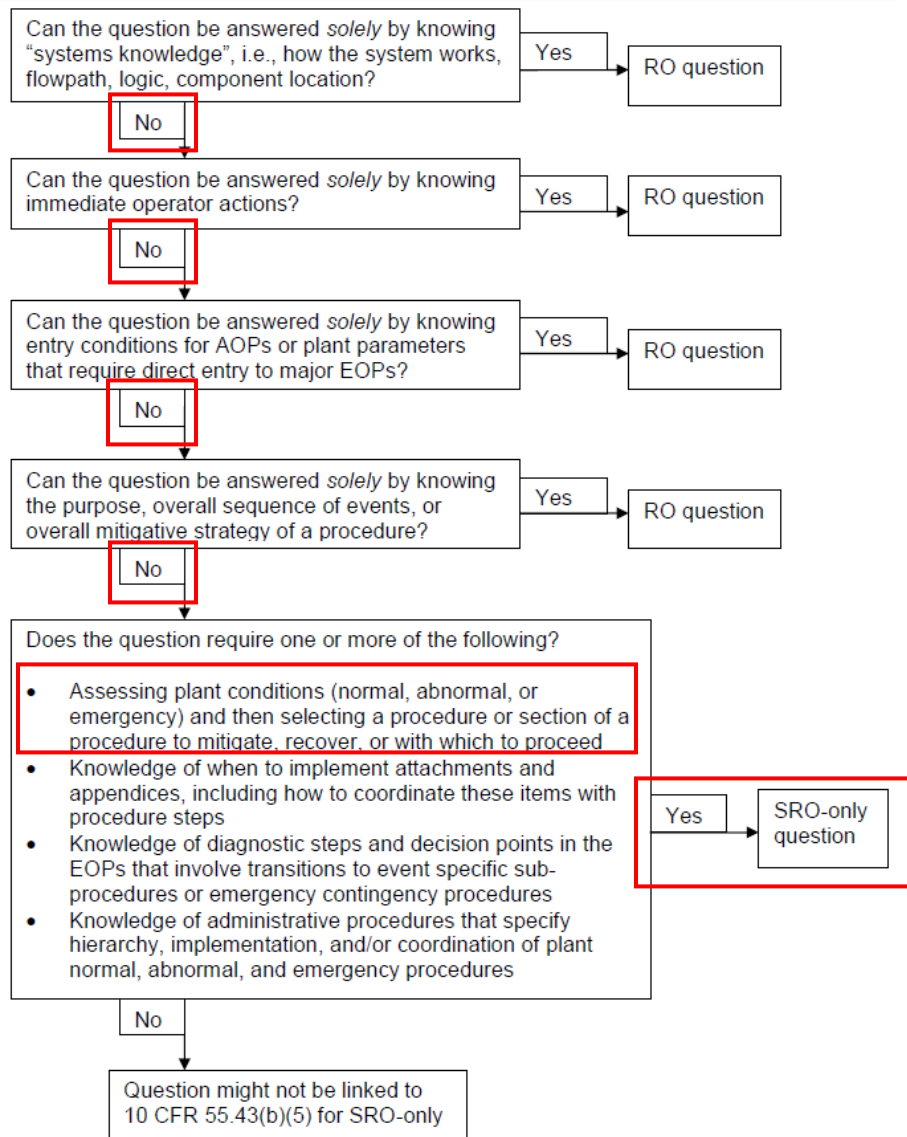 Can the question be answered solely by knowing
“systems knowledge”, i.e., how the system works,
flowpath, logic, component location?
Yes
RO question
No
Can the question be answered solely by knowing
immediate operator actions?
Yes
RO question
No
Can the question be answered solely by knowing
entry conditions for AOPs or plant parameters
that require direct entry to major EOPs?
Yes
RO question
No
Can the question be answered solely by knowing
the purpose, overall sequence of events, or
overall mitigative strategy of a procedure?
Yes
RO question
No
Does the question require one or more of the following?
• Assessing plant conditions (normal, abnormal, or
emergency) and then selecting a procedure or section of a
procedure to mitigate, recover, or with which to proceed
• Knowledge of when to implement attachments and
appendices, including how to coordinate these items with
procedure steps
• Knowledge of diagnostic steps and decision points in the
EOPs that involve transitions to event specific sub-
procedures or emergency contingency procedures
• Knowledge of administrative procedures that specify
hierarchy, implementation, and/or coordination of plant
normal, abnormal, and emergency procedures
Yes
SRO-only
question
No
Question might not be linked to
10 CFR 55.43(b)(5) for SRO-only